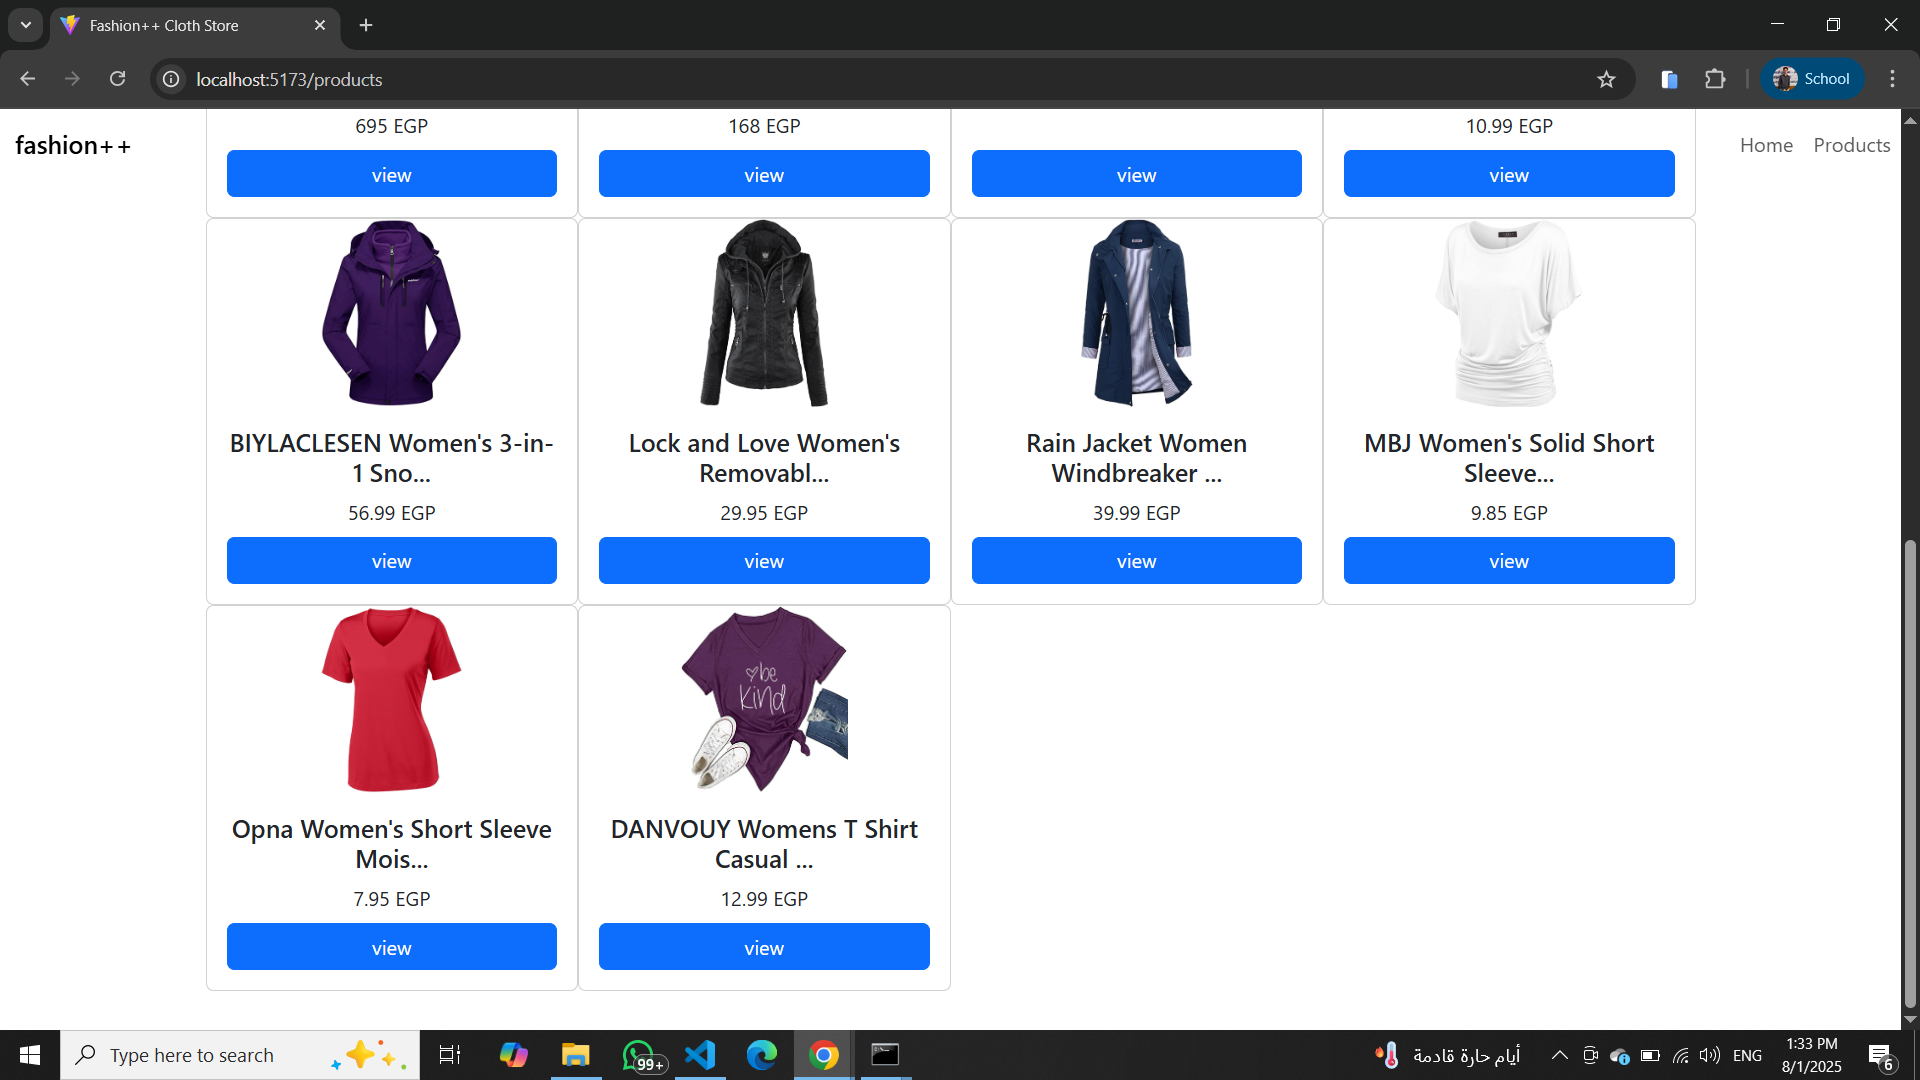 Fashion++ Cloth Store
localhost:5173/products
School
fashion++
Home
Products
695 EGP
168 EGP
10.99 EGP
view
view
view
view
BIYLACLESEN Women's 3-in-
1 Sno...
56.99 EGP
view
Lock and Love Women's
Removabl...
29.95 EGP
view
Rain Jacket Women
Windbreaker ...
39.99 EGP
view
MBJ Women's Solid Short
Sleeve...
9.85 EGP
view
be
kind
Opna Women's Short Sleeve
Mois...
7.95 EGP
view
DANVOUY Womens T Shirt
Casual ...
12.99 EGP
view
Type here to search
99+
أيام حارة قادمة
ENG
1:33 PM
8/1/2025
6